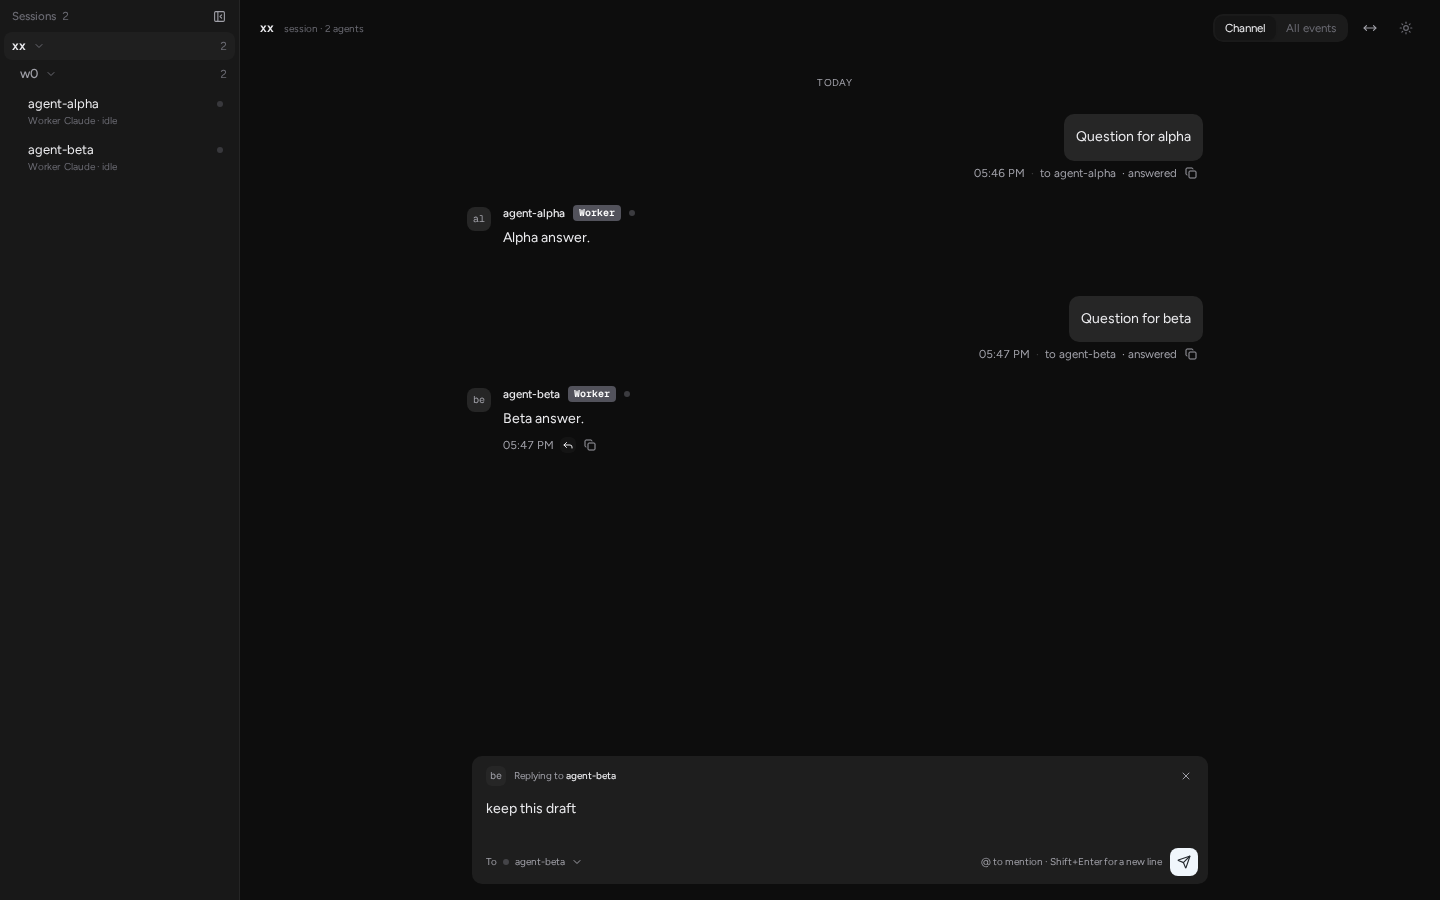 Sessions 2
xx 2
w0 2
agent-alpha
Worker Claude · idle
agent-beta
Worker Claude · idle
xx session · 2 agents
Channel All events
TODAY
Question for alpha
05:46 PM · to agent-alpha · answered
al agent-alpha Worker
Alpha answer.
Question for beta
05:47 PM · to agent-beta · answered
be agent-beta Worker
Beta answer.
05:47 PM
be Replying to agent-beta
keep this draft
To agent-beta
@ to mention · Shift+Enter for a new line